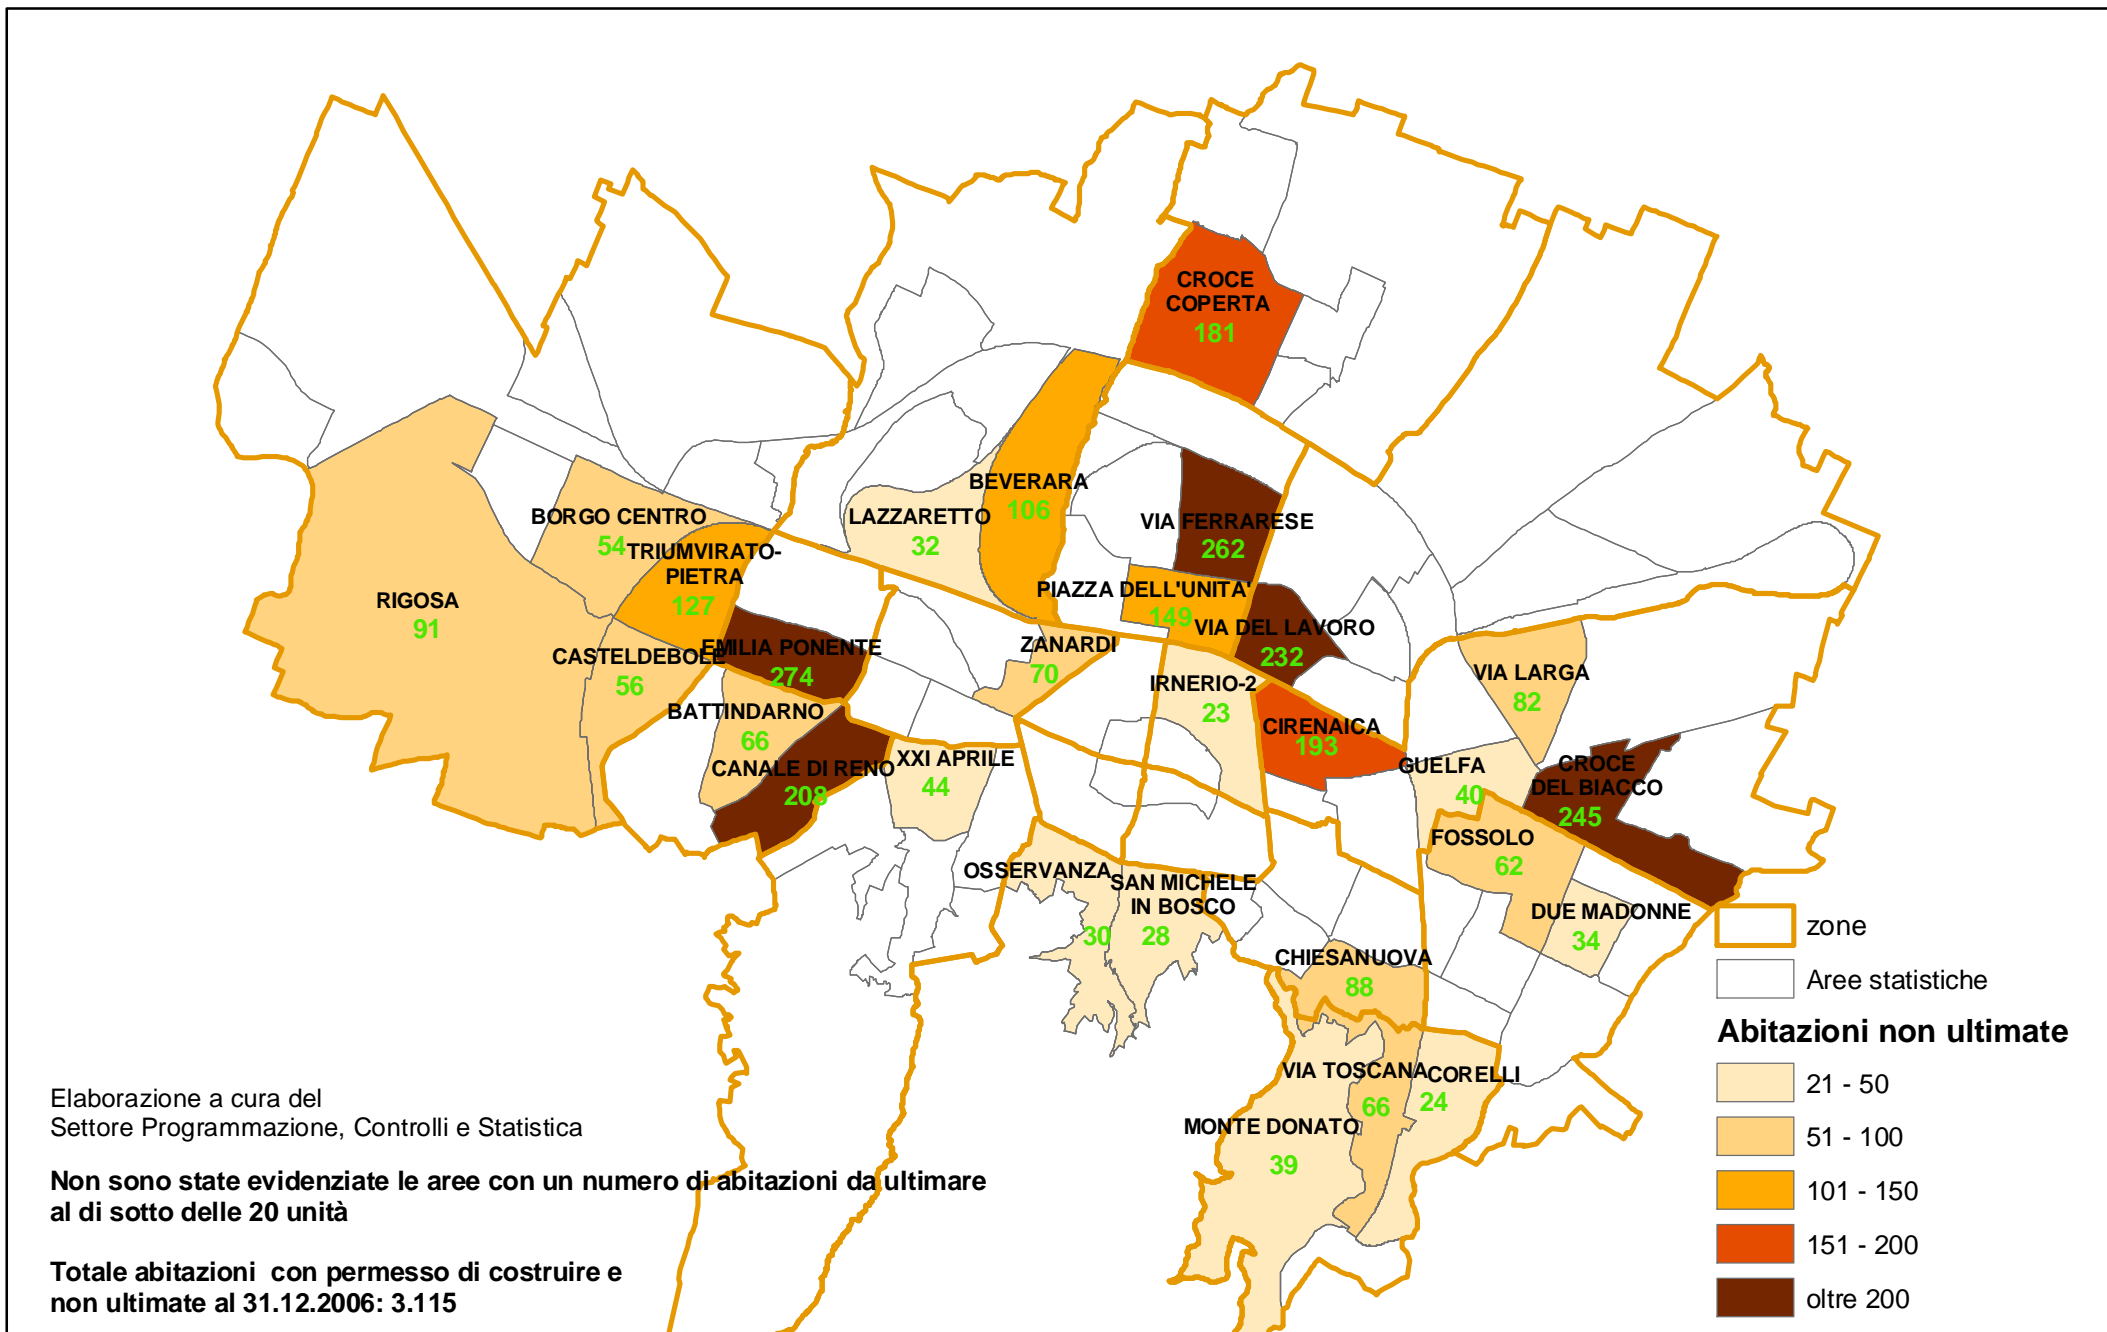 CROCE
COPERTA
181
BEVERARA
106
LAZZARETTO
32
BORGO CENTRO
54
TRIUMVIRATO-
PIETRA
127
VIA FERRARESE
262
PIAZZA DELL'UNITA'
149
RIGOSA
91
VIA DEL LAVORO
232
EMILIA PONENTE
274
CASTELDEBOLE
56
ZANARDI
70
IRNERIO-2
23
VIA LARGA
82
BATTINDARNO
66
CIRENAICA
193
CANALE DI RENO
208
XXI APRILE
44
GUELFA
40
CROCE
DEL BIACCO
245
FOSSOLO
62
OSSERVANZA
30
SAN MICHELE
IN BOSCO
28
DUE MADONNE
34
CHIESANUOVA
88
VIA TOSCANA
66
CORELLI
24
MONTE DONATO
39
zone
Aree statistiche
Abitazioni non ultimate
21 - 50
51 - 100
101 - 150
151 - 200
oltre 200
Elaborazione a cura del
Settore Programmazione, Controlli e Statistica
Non sono state evidenziate le aree con un numero di abitazioni da ultimare
al di sotto delle 20 unità
Totale abitazioni con permesso di costruire e
non ultimate al 31.12.2006: 3.115